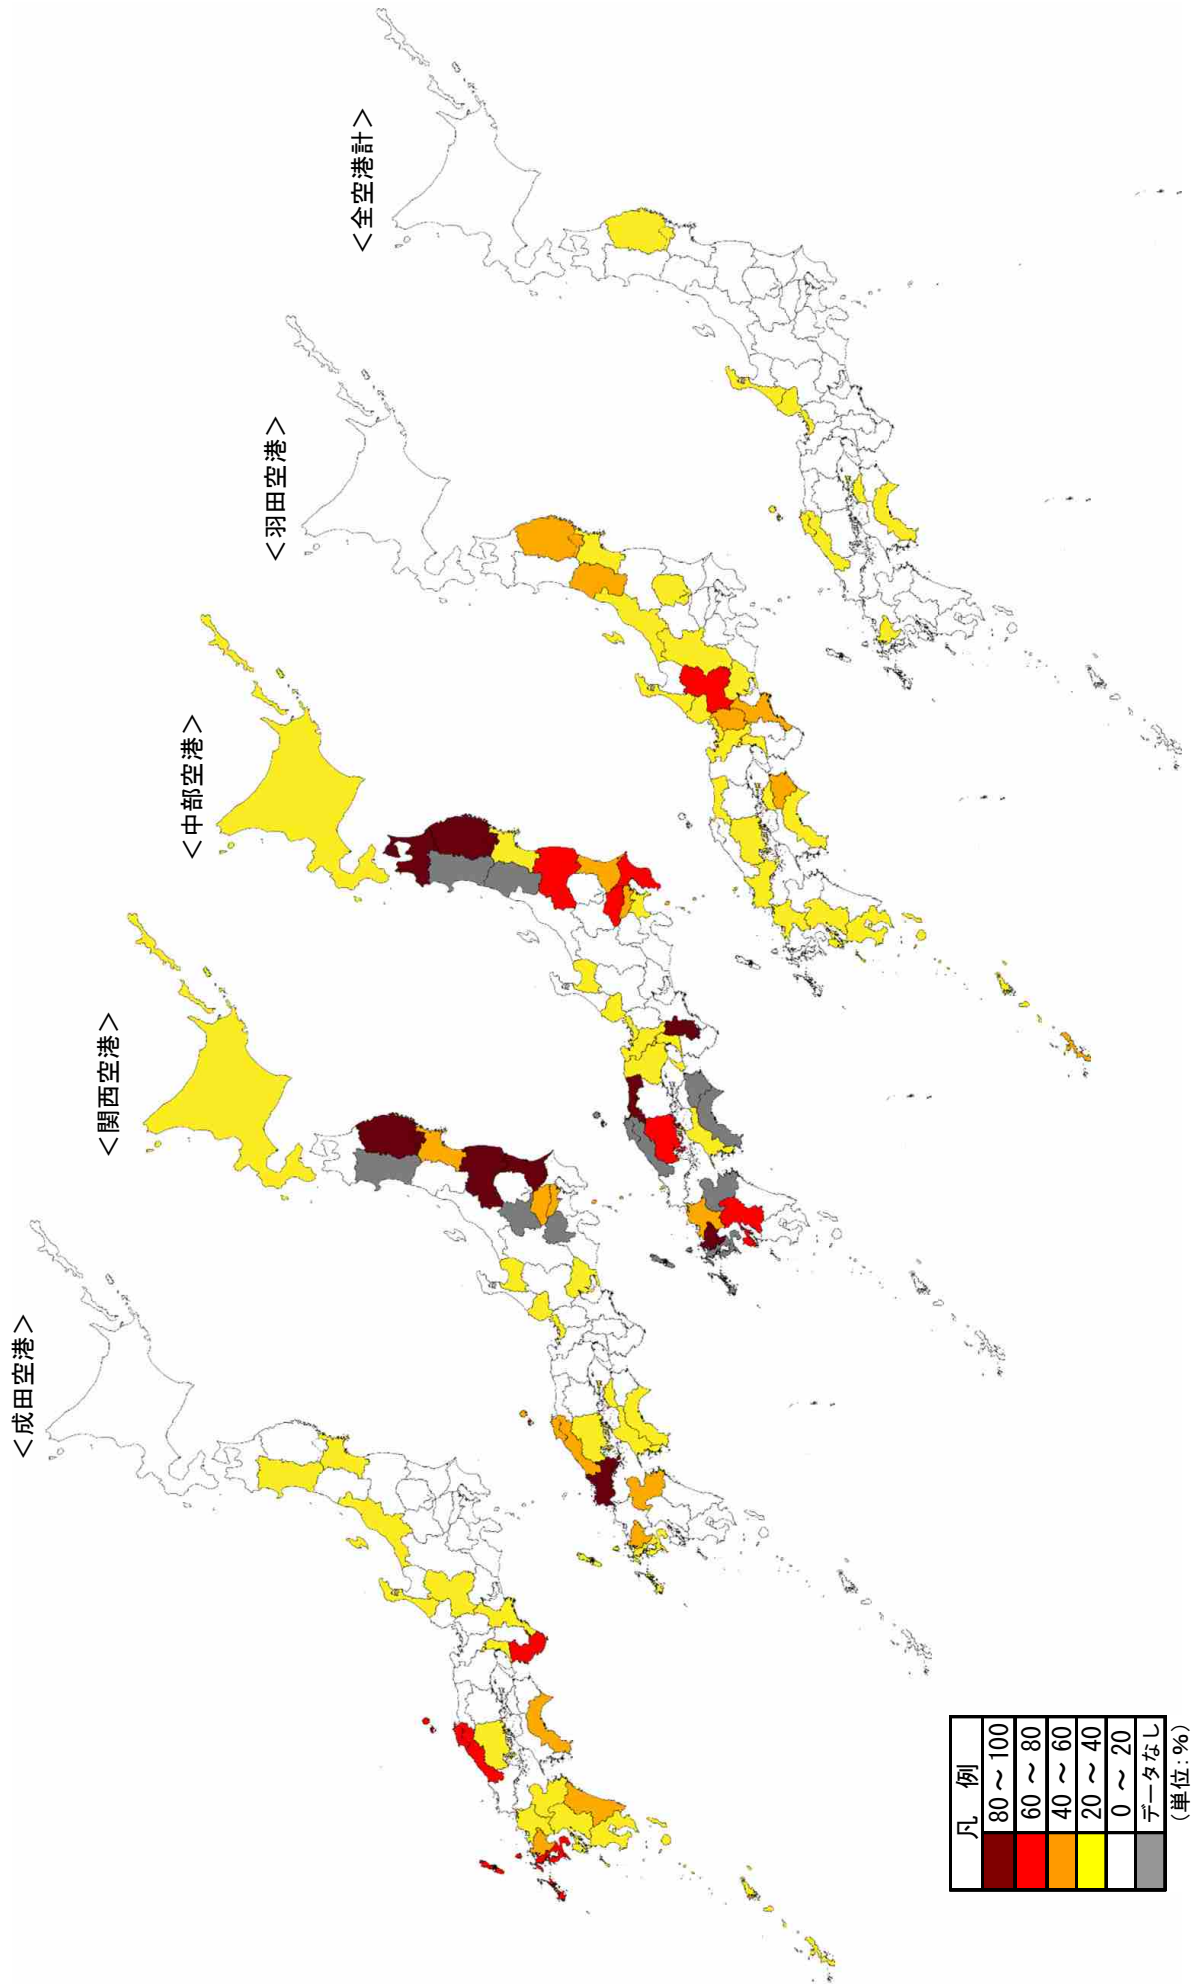 ＜成田空港＞
＜関西空港＞
＜中部空港＞
＜羽田空港＞
＜全空港計＞
凡 例
80 ～ 100
60 ～ 80
40 ～ 60
20 ～ 40
0 ～ 20
データなし
(単位: %)